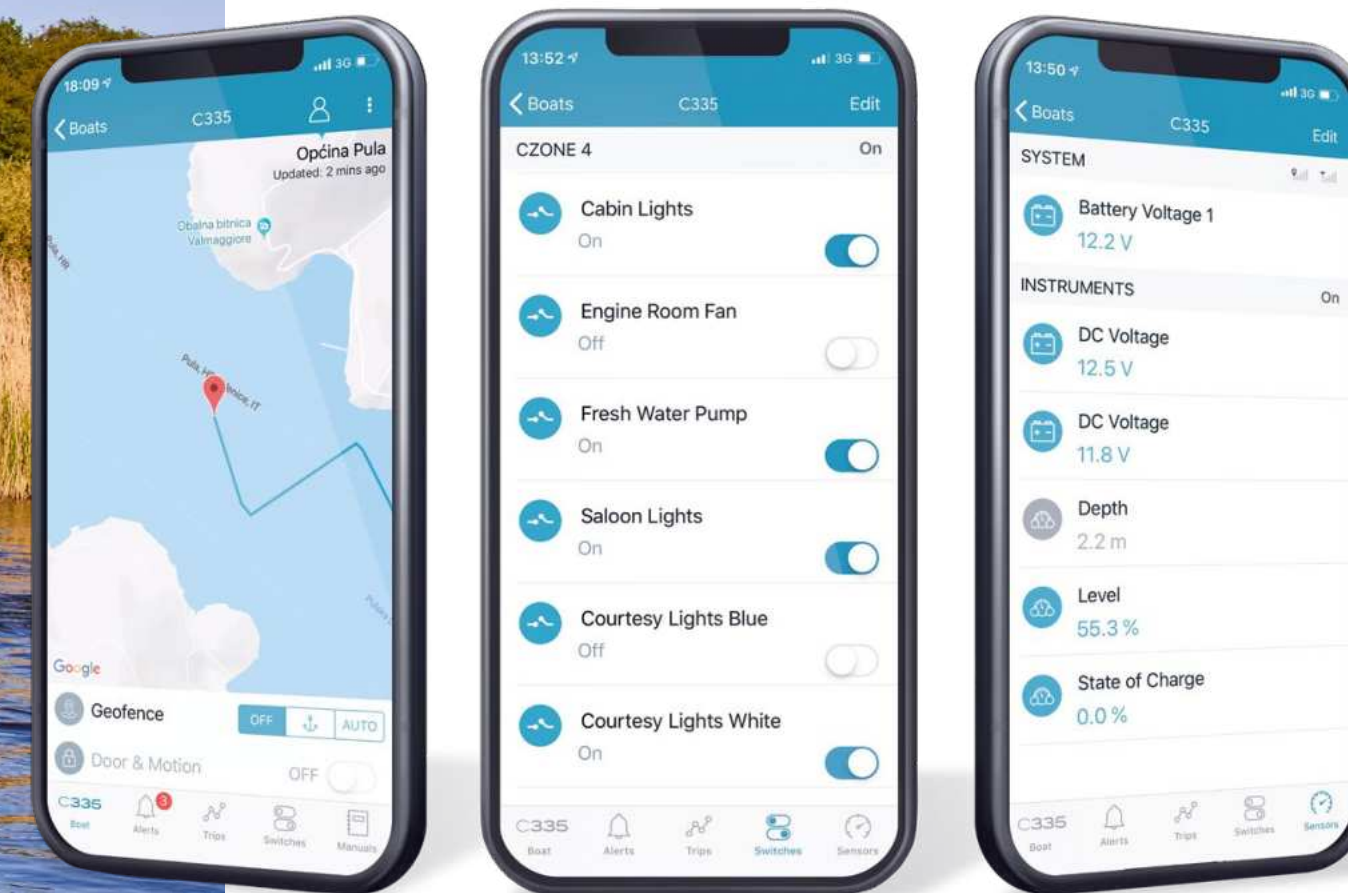 18:09
3G
Boats
C335
Općina Pula
Updated: 2 mins ago
Obalna bitnica
Valmaggiore
Pula, HR
Google
Geofence
OFF
AUTO
Door & Motion
OFF
C335
3
Boat
Alerts
Trips
Switches
Manuals
13:52
3G
Boats
C335
Edit
CZONE 4
On
Cabin Lights
On
Engine Room Fan
Off
Fresh Water Pump
On
Saloon Lights
On
Courtesy Lights Blue
Off
Courtesy Lights White
On
C335
Boat
Alerts
Trips
Switches
Sensors
13:50
3G
Boats
C335
Edit
SYSTEM
Battery Voltage 1
12.2 V
INSTRUMENTS
On
DC Voltage
12.5 V
DC Voltage
11.8 V
Depth
2.2 m
Level
55.3 %
State of Charge
0.0 %
C335
Boat
Alerts
Trips
Switches
Sensors